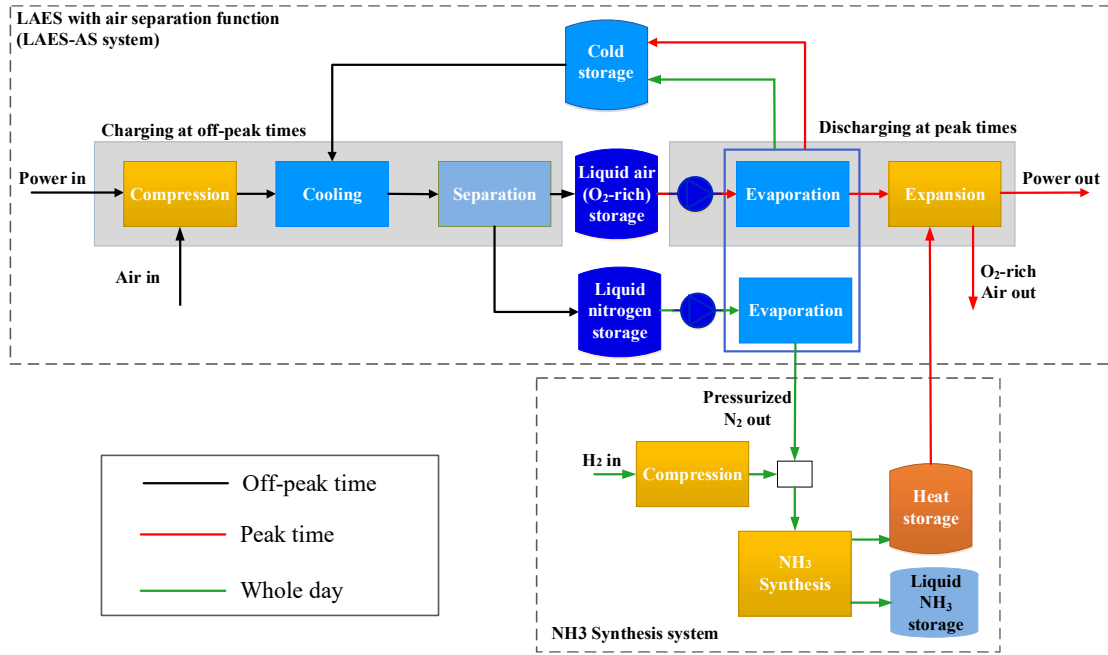 LAES with air separation function
(LAES-AS system)
Cold
storage
Charging at off-peak times
Discharging at peak times
Power in
Compression
Cooling
Separation
Liquid air
(O₂-rich)
storage
Evaporation
Expansion
Power out
Air in
Liquid
nitrogen
storage
Evaporation
O₂-rich
Air out
Pressurized
N₂ out
H₂ in
Compression
Heat
storage
NH₃
Synthesis
Liquid
NH₃
storage
NH3 Synthesis system
Off-peak time
Peak time
Whole day